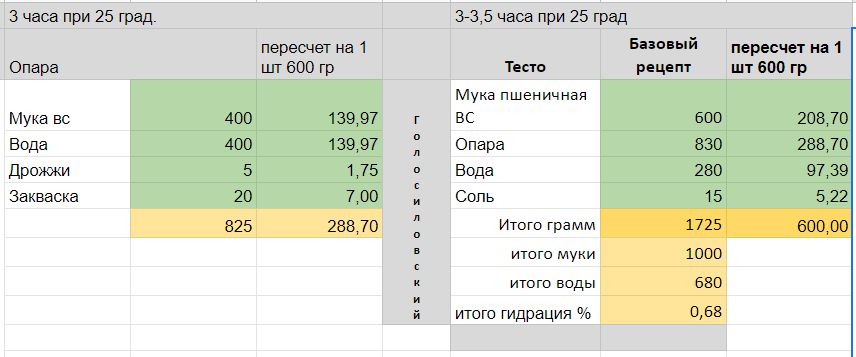 3 часа при 25 град.
3-3,5 часа при 25 град
Опара
пересчет на 1
шт 600 гр
Тесто
Базовый
рецепт
пересчет на 1
шт 600 гр
Мука вс 400 139,97
Вода 400 139,97
Дрожжи 5 1,75
Закваска 20 7,00
825 288,70
Голосиловский
Мука пшеничная
ВС 600 208,70
Опара 830 288,70
Вода 280 97,39
Соль 15 5,22
Итого грамм 1725 600,00
итого муки 1000
итого воды 680
итого гидрация % 0,68